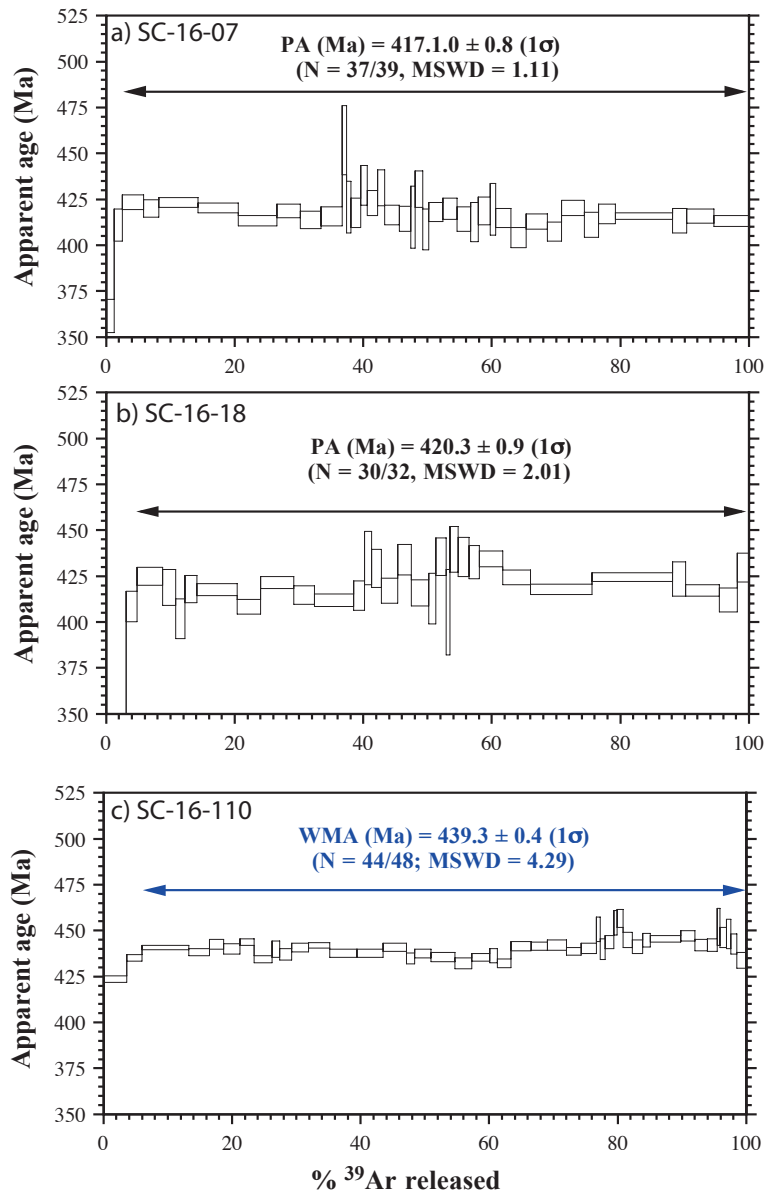 525
a) SC-16-07
500
PA (Ma) = 417.1.0 ± 0.8 (1σ)
(N = 37/39, MSWD = 1.11)
475
450
425
400
375
350
Apparent age (Ma)
0 20 40 60 80 100
525
b) SC-16-18
500
PA (Ma) = 420.3 ± 0.9 (1σ)
(N = 30/32, MSWD = 2.01)
475
450
425
400
375
350
Apparent age (Ma)
0 20 40 60 80 100
525
c) SC-16-110
500
WMA (Ma) = 439.3 ± 0.4 (1σ)
(N = 44/48; MSWD = 4.29)
475
450
425
400
375
350
Apparent age (Ma)
0 20 40 60 80 100
% ³⁹Ar released